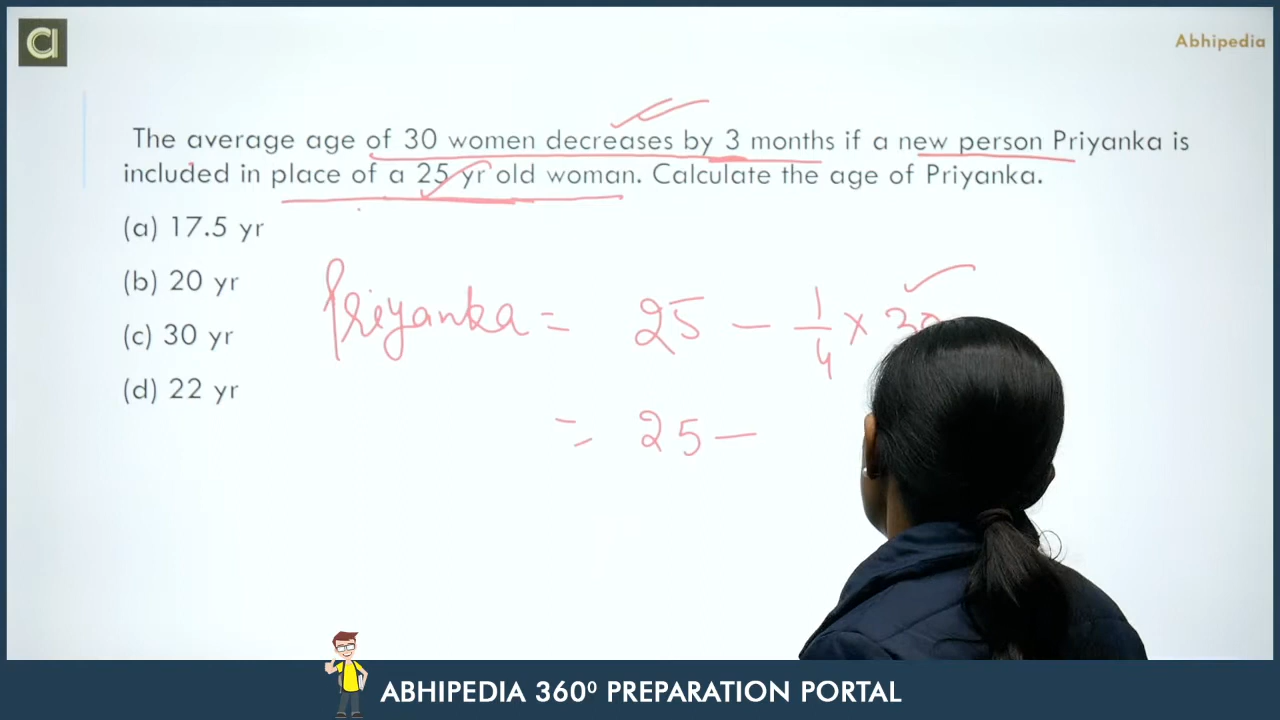 Abhipedia
The average age of 30 women decreases by 3 months if a new person Priyanka is
included in place of a 25 yr old woman. Calculate the age of Priyanka.
(a) 17.5 yr
(b) 20 yr
(c) 30 yr
(d) 22 yr
Priyanka = 25 - 1/4 × 30
= 25 -
ABHIPEDIA 360⁰ PREPARATION PORTAL